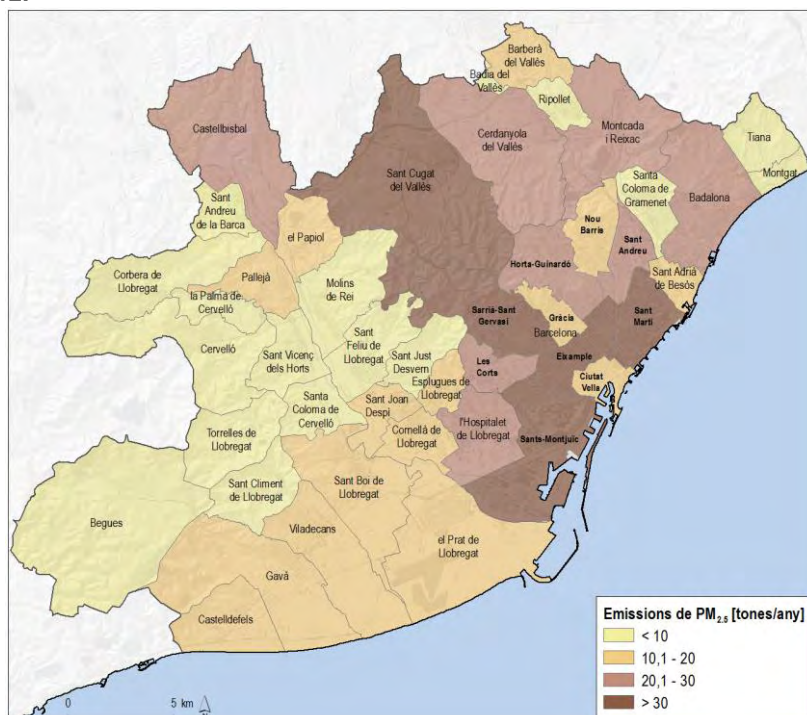 Barberà
del Vallès
Badia del
Vallès
Ripollet
Castellbisbal
Cerdanyola
del Vallès
Montcada
i Reixac
Tiana
Montgat
Sant Cugat
del Vallès
Santa
Coloma de
Gramenet
Badalona
Sant
Andreu
de la Barca
el Papiol
Nou
Barris
Sant
Andreu
Horta-Guinardó
Corbera de
Llobregat
Pallejà
Molins
de Rei
Sant Adrià
de Besòs
la Palma de
Cervelló
Sarrià-Sant
Gervasi
Gràcia
Barcelona
Sant
Martí
Cervelló
Sant Vicenç
dels Horts
Sant
Feliu de
Llobregat
Sant Just
Desvern
Les
Corts
Eixample
Esplugues de
Llobregat
Ciutat
Vella
Santa
Coloma de
Cervelló
Sant Joan
Despí
Cornellà de
Llobregat
l'Hospitalet
de Llobregat
Sants-Montjuïc
Torrelles de
Llobregat
Sant Climent
de Llobregat
Sant Boi de
Llobregat
Begues
Viladecans
el Prat de
Llobregat
Gavà
Castelldefels
Emissions de PM2.5 [tones/any]
< 10
10,1 - 20
20,1 - 30
> 30
0 5 km